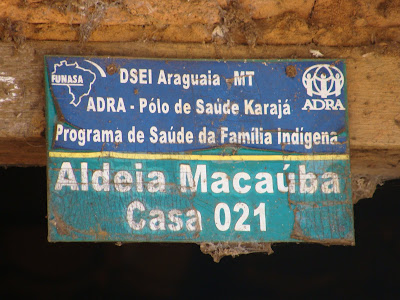 FUNASA
DSEI Araguaia - MT
ADRA - Pólo de Saúde Karajá
ADRA
Programa de Saúde da Família Indígena
Aldeia Macaúba
Casa 021